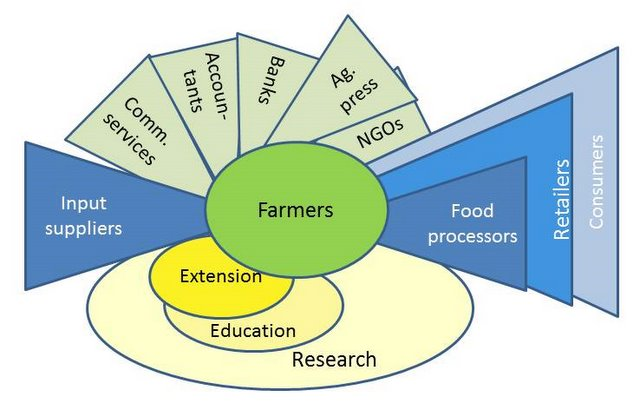 Comm.
services
Accoun-
tants
Banks
Ag.
press
NGOs
Input
suppliers
Farmers
Food
processors
Retailers
Consumers
Extension
Education
Research